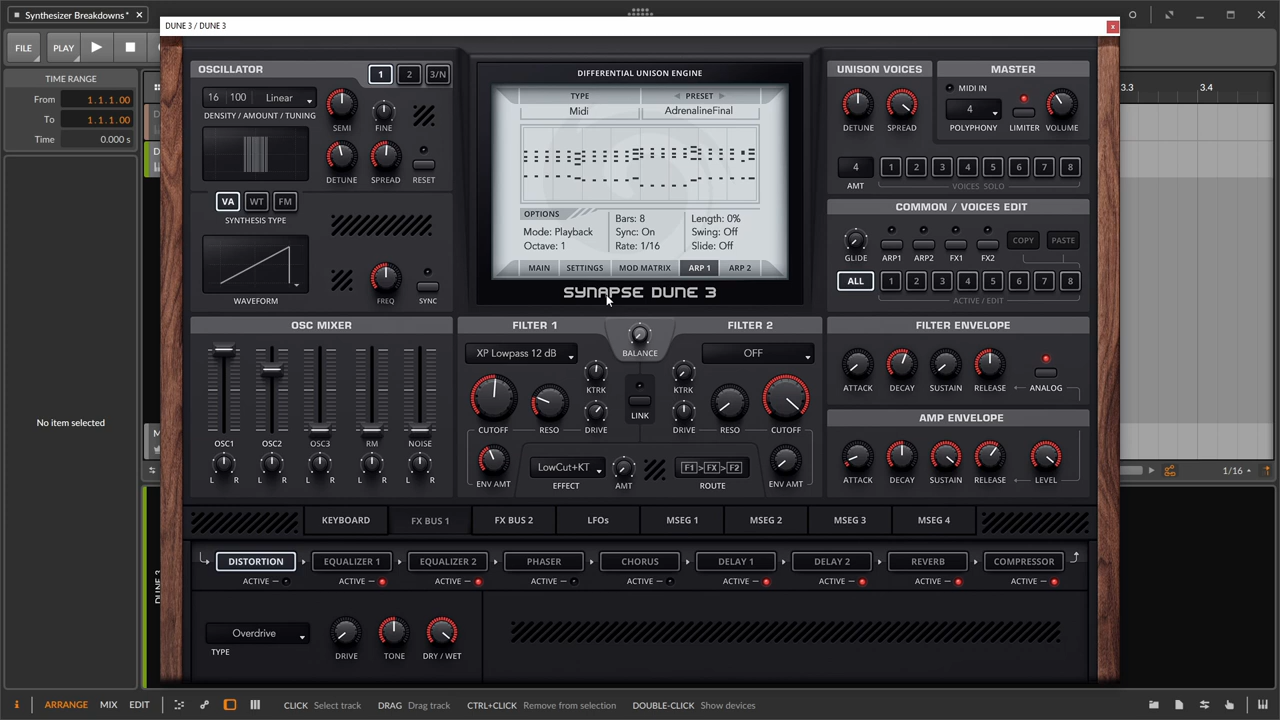 Synthesizer Breakdowns*
DUNE 3 / DUNE 3
FILE
PLAY
TIME RANGE
From 1.1.1.00
To 1.1.1.00
Time 0.000 s
No item selected
OSCILLATOR
1 2 3/N
16 100 Linear
DENSITY / AMOUNT / TUNING
SEMI FINE
DETUNE SPREAD RESET
VA WT FM
SYNTHESIS TYPE
WAVEFORM
FREQ SYNC
DIFFERENTIAL UNISON ENGINE
TYPE PRESET
Midi AdrenalineFinal
OPTIONS
Mode: Playback
Octave: 1
Bars: 8
Sync: On
Rate: 1/16
Length: 0%
Swing: Off
Slide: Off
MAIN SETTINGS MOD MATRIX ARP 1 ARP 2
SYNAPSE DUNE 3
UNISON VOICES
DETUNE SPREAD
MASTER
MIDI IN
4
POLYPHONY LIMITER VOLUME
4 1 2 3 4 5 6 7 8
AMT VOICES SOLO
COMMON / VOICES EDIT
GLIDE ARP1 ARP2 FX1 FX2 COPY PASTE
ALL 1 2 3 4 5 6 7 8
ACTIVE / EDIT
3.3 3.4
OSC MIXER
OSC1 OSC2 OSC3 RM NOISE
L R L R L R L R L R
FILTER 1
XP Lowpass 12 dB
KTRK
CUTOFF RESO DRIVE
ENV AMT
BALANCE
LINK
FILTER 2
OFF
KTRK
DRIVE RESO CUTOFF
LowCut+KT
EFFECT
AMT
F1 > FX > F2
ROUTE
ENV AMT
FILTER ENVELOPE
ATTACK DECAY SUSTAIN RELEASE ANALOG
AMP ENVELOPE
ATTACK DECAY SUSTAIN RELEASE LEVEL
1/16
KEYBOARD FX BUS 1 FX BUS 2 LFOs MSEG 1 MSEG 2 MSEG 3 MSEG 4
DISTORTION EQUALIZER 1 EQUALIZER 2 PHASER CHORUS DELAY 1 DELAY 2 REVERB COMPRESSOR
ACTIVE ACTIVE ACTIVE ACTIVE ACTIVE ACTIVE ACTIVE ACTIVE ACTIVE
Overdrive
TYPE
DRIVE TONE DRY / WET
DUNE 3
ARRANGE MIX EDIT CLICK Select track DRAG Drag track CTRL+CLICK Remove from selection DOUBLE-CLICK Show devices